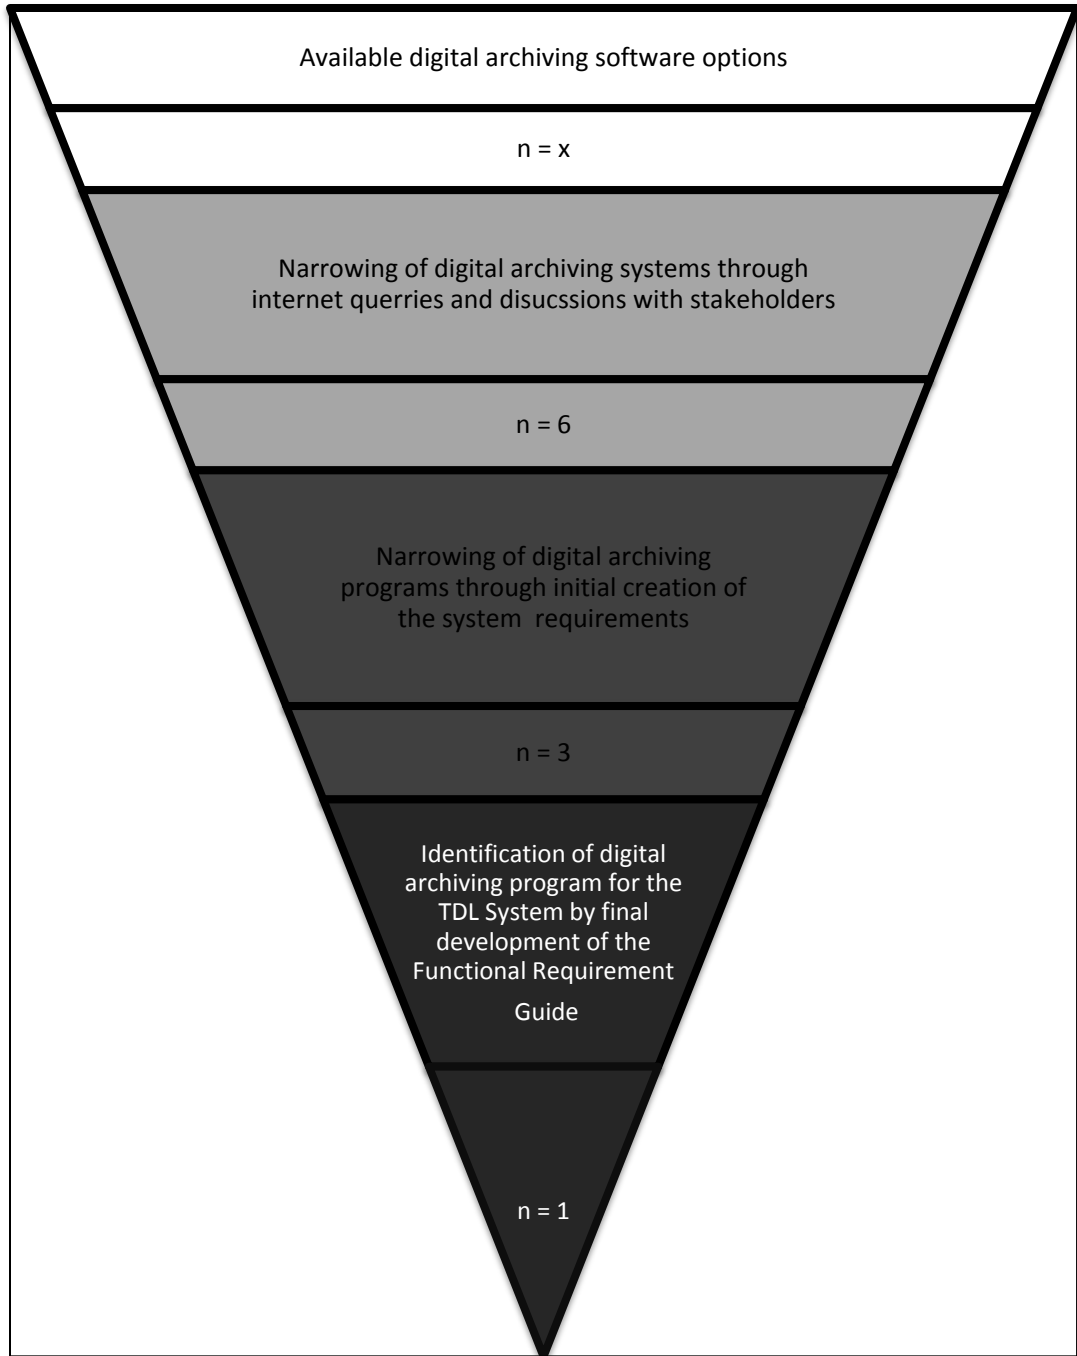 Available digital archiving software options
n = x
Narrowing of digital archiving systems through
internet querries and disucssions with stakeholders
n = 6
Narrowing of digital archiving
programs through initial creation of
the system  requirements
n = 3
Identification of digital
archiving program for the
TDL System by final
development of the
Functional Requirement
Guide
n = 1